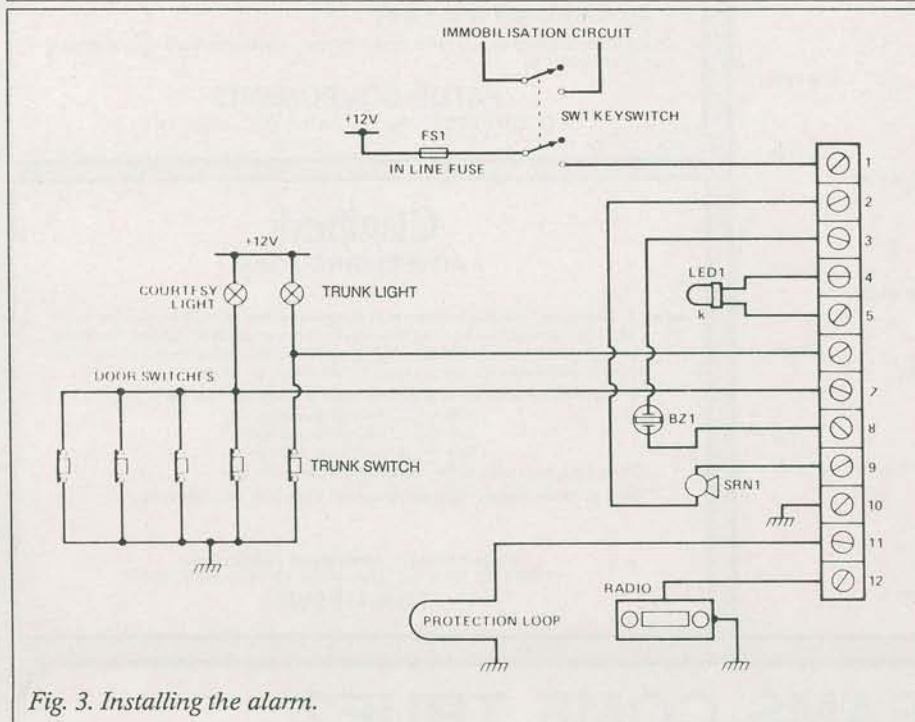 IMMOBILISATION CIRCUIT
+12V
FS1
SW1 KEYSWITCH
IN LINE FUSE
1
2
3
LED1
4
k
5
+12V
COURTESY
LIGHT
TRUNK LIGHT
DOOR SWITCHES
7
BZ1
8
TRUNK SWITCH
9
SRN1
10
11
RADIO
12
PROTECTION LOOP
Fig. 3. Installing the alarm.